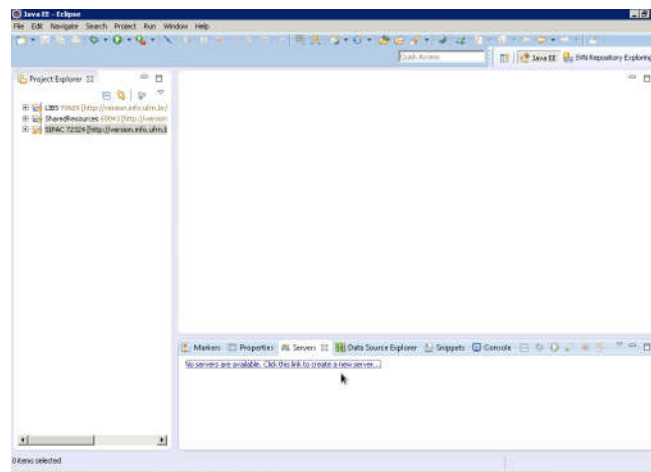 Java EE - Eclipse
File Edit Navigate Search Project Run Window Help
Quick Access
Java EE SVN Repository Exploring
Project Explorer
LIBS
SharedResources
SIPAC 72324
Markers Properties Servers Data Source Explorer Snippets Console
No servers are available. Click this link to create a new server...
0 items selected